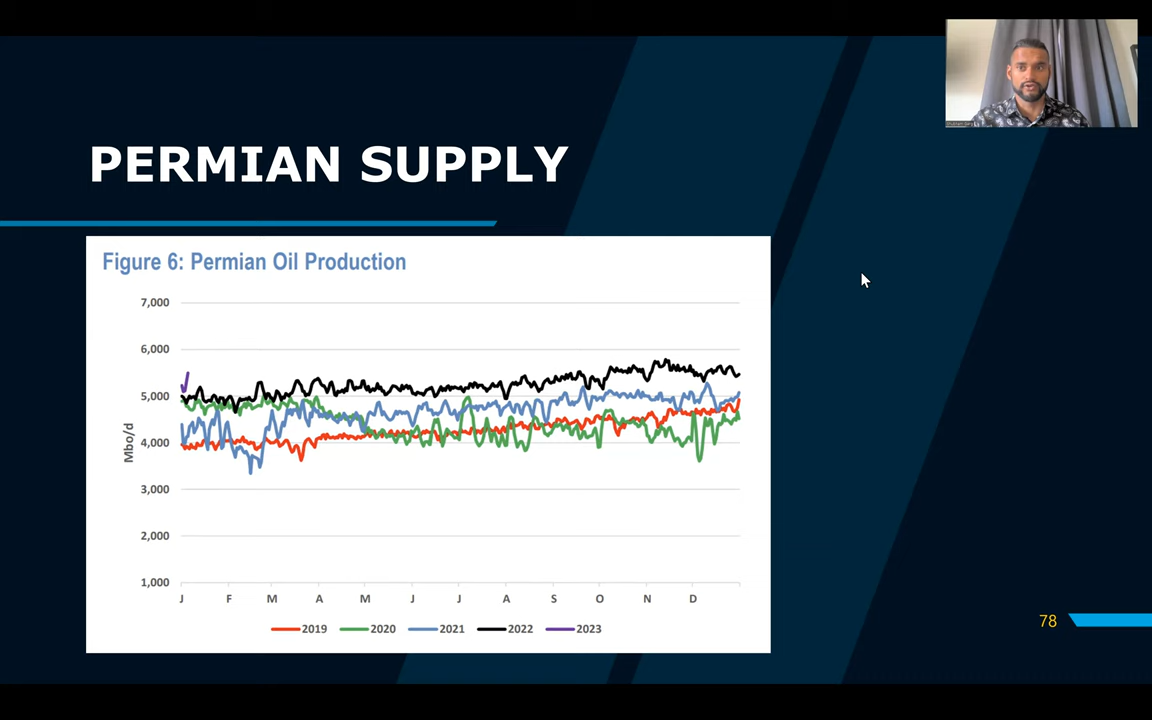 PERMIAN SUPPLY
Figure 6: Permian Oil Production
7,000
6,000
5,000
4,000
3,000
2,000
1,000
Mbo/d
J F M A M J J A S O N D
2019 2020 2021 2022 2023
78